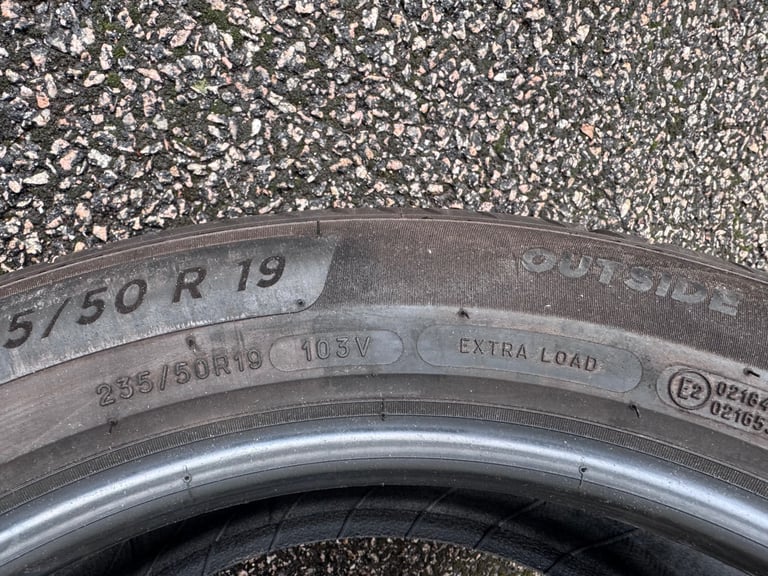 5/50 R 19
OUTSIDE
235/50R19 103V EXTRA LOAD
E2 02164
02165